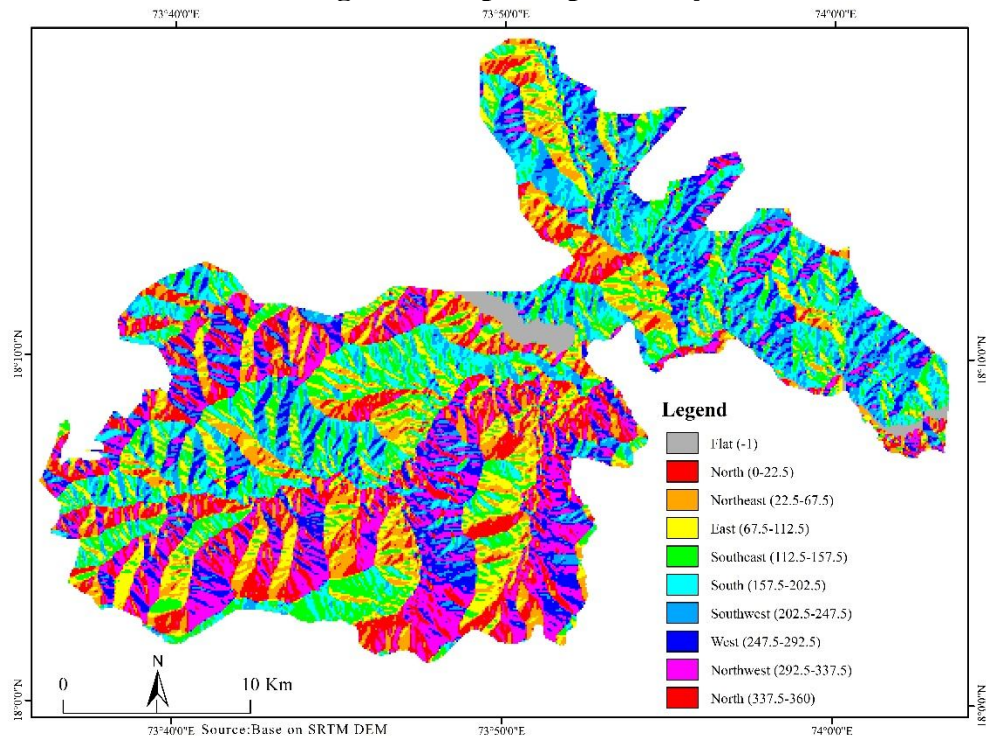 73°40'0"E 73°50'0"E 74°0'0"E
18°10'0"N 18°10'0"N
Legend
Flat (-1)
North (0-22.5)
Northeast (22.5-67.5)
East (67.5-112.5)
Southeast (112.5-157.5)
South (157.5-202.5)
Southwest (202.5-247.5)
West (247.5-292.5)
Northwest (292.5-337.5)
North (337.5-360)
N
0 10 Km
18°0'0"N 18°0'0"N
Source:Base on SRTM DEM
73°40'0"E 73°50'0"E 74°0'0"E